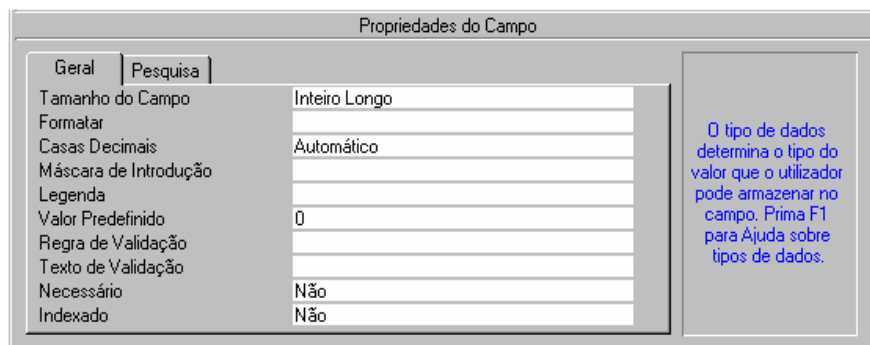 Propriedades do Campo
Geral Pesquisa
Tamanho do Campo Inteiro Longo
Formatar
Casas Decimais Automático
Máscara de Introdução
Legenda
Valor Predefinido 0
Regra de Validação
Texto de Validação
Necessário Não
Indexado Não
O tipo de dados
determina o tipo do
valor que o utilizador
pode armazenar no
campo. Prima F1
para Ajuda sobre
tipos de dados.